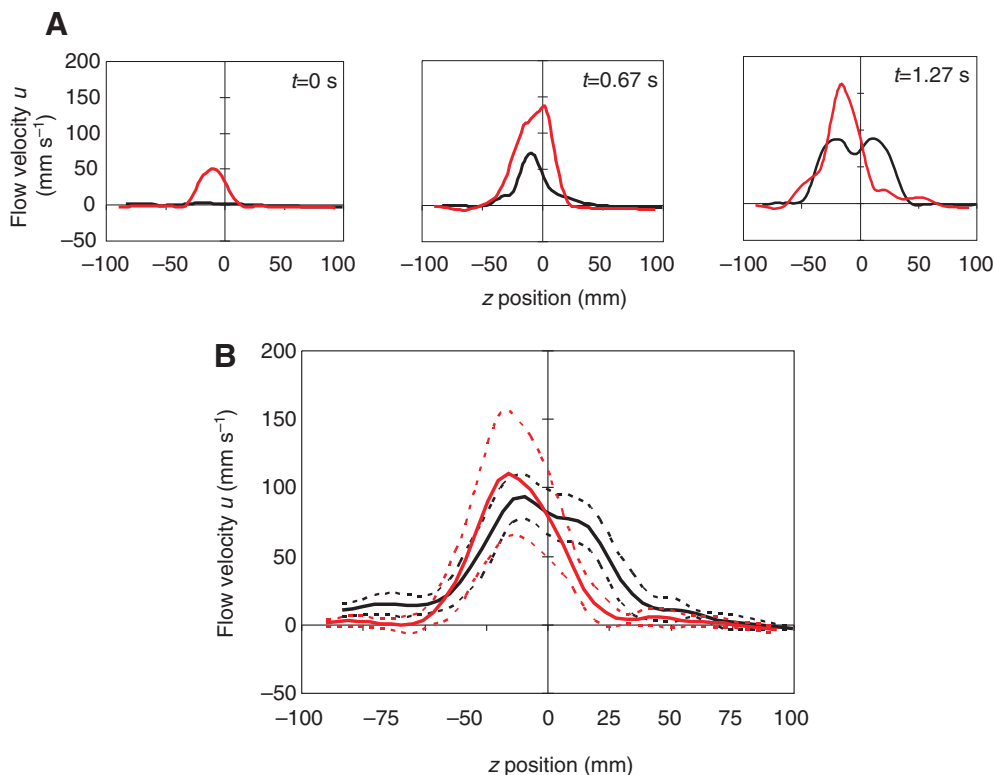 A
Flow velocity u
(mm s–1)
200
150
100
50
0
–50
t=0 s
–100 –50 0 50 100
t=0.67 s
–100 –50 0 50 100
t=1.27 s
–100 –50 0 50 100
z position (mm)
B
Flow velocity u (mm s–1)
200
150
100
50
0
–50
–100 –75 –50 0 25 50 75 100
z position (mm)